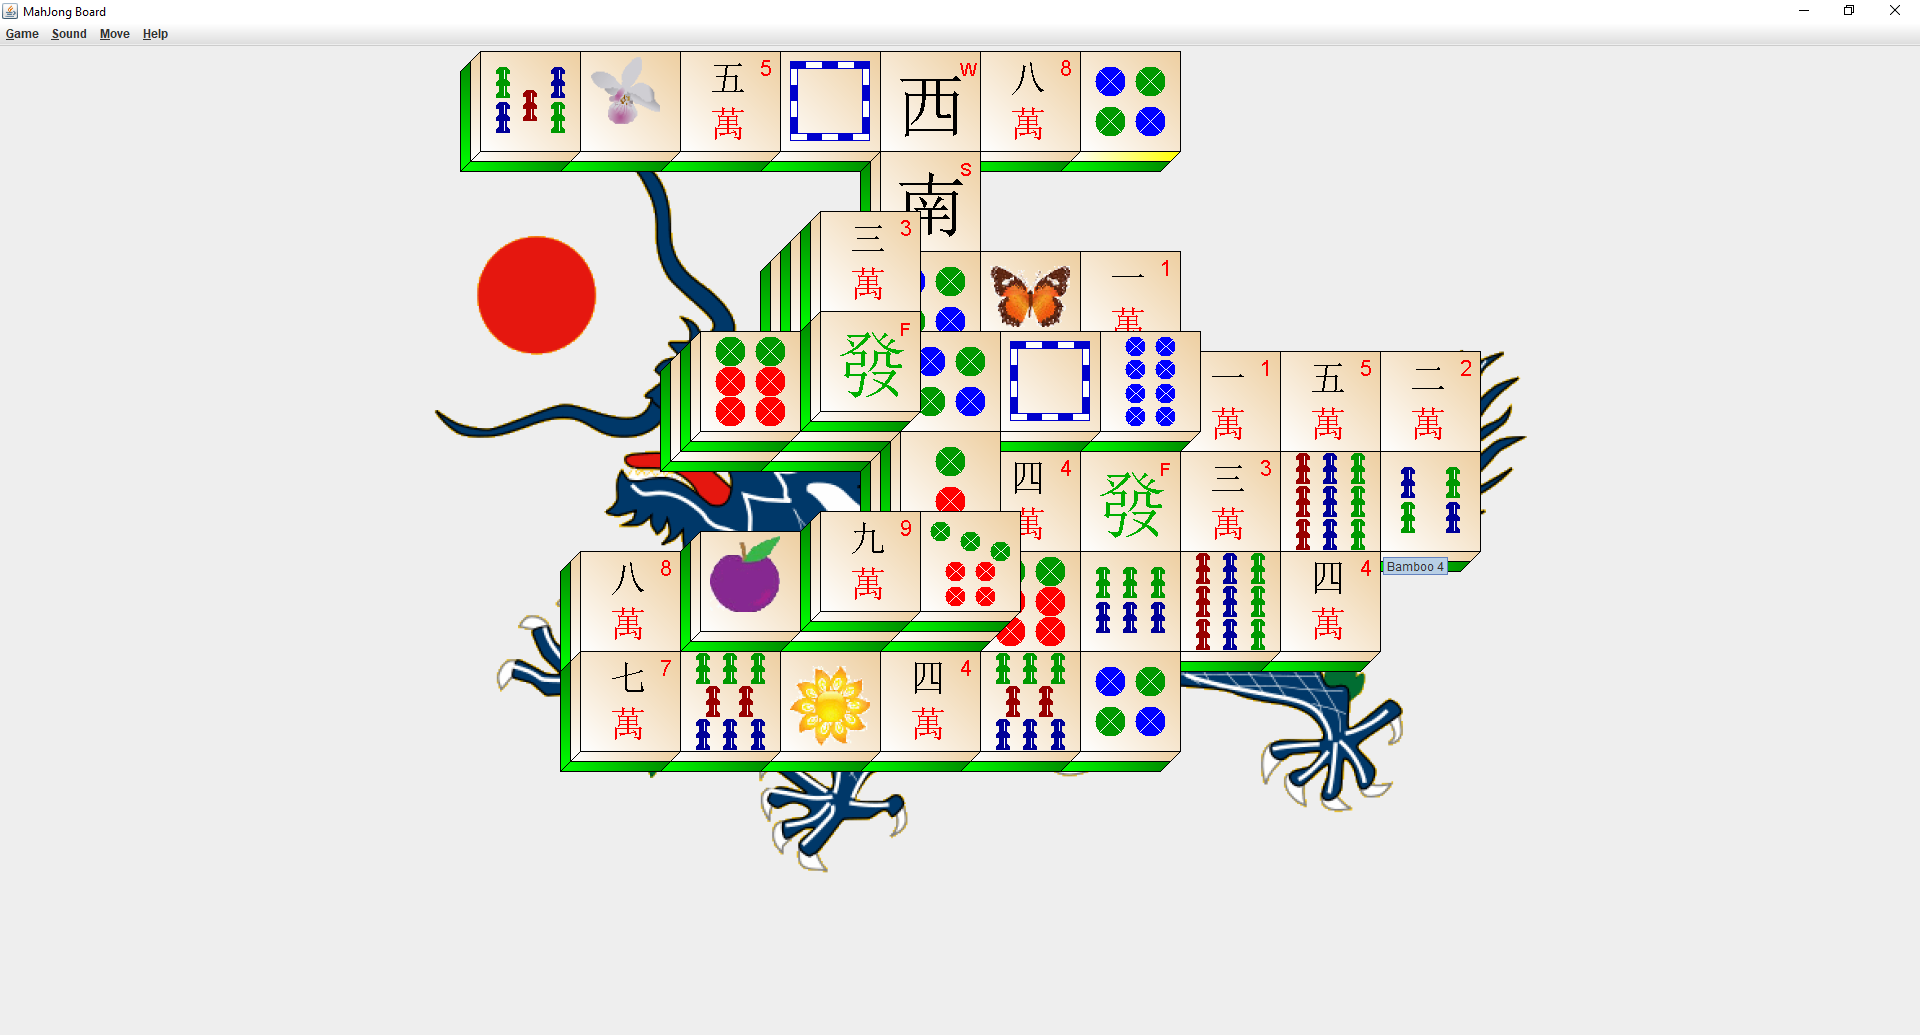 MahJong Board
Game Sound Move Help
五 5 萬
西 W
八 8 萬
南 S
三 3 萬
一 1 萬
發 F
一 1 萬
五 5 萬
二 2 萬
四 4 萬
發 F
三 3 萬
九 9 萬
八 8 萬
四 4 萬
Bamboo 4
七 7 萬
四 4 萬